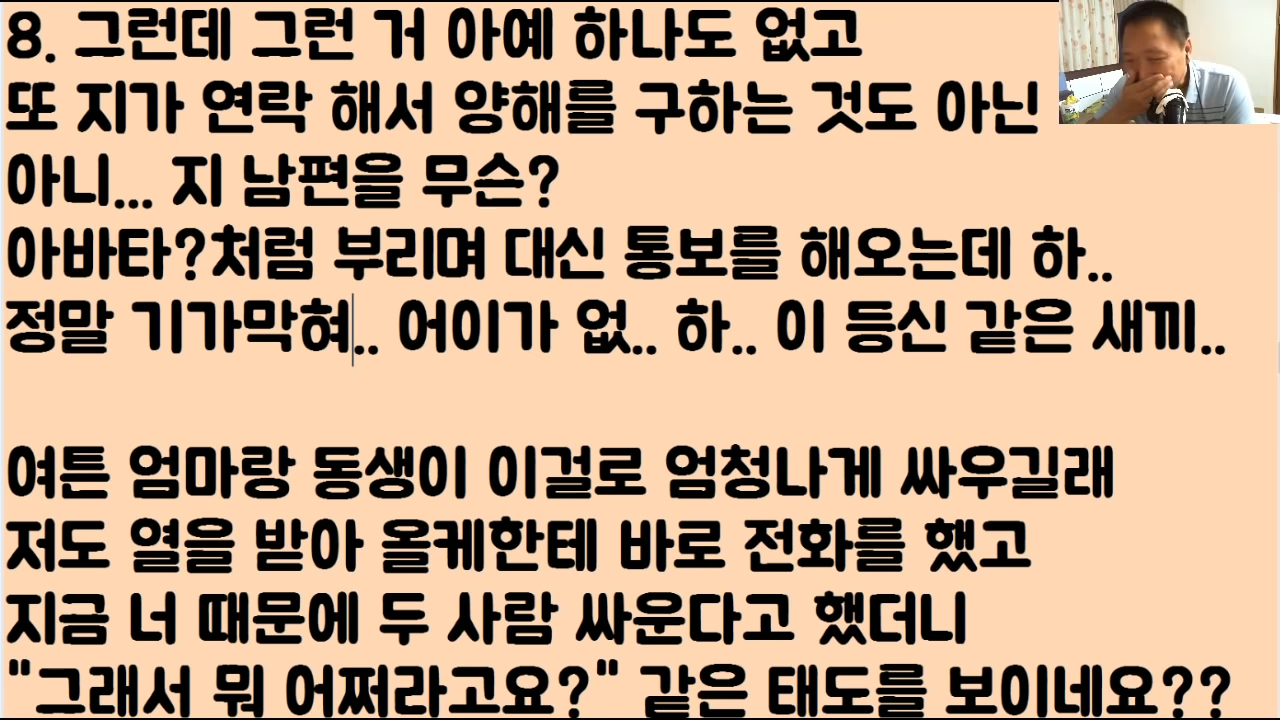 8. 그런데 그런 거 아예 하나도 없고
또 지가 연락 해서 양해를 구하는 것도 아닌
아니... 지 남편을 무슨?
아바타?처럼 부리며 대신 통보를 해오는데 하..
정말 기가막혀.. 어이가 없.. 하.. 이 등신 같은 새끼..
여튼 엄마랑 동생이 이걸로 엄청나게 싸우길래
저도 열을 받아 올케한테 바로 전화를 했고
지금 너 때문에 두 사람 싸운다고 했더니
"그래서 뭐 어쩌라고요?" 같은 태도를 보이네요??